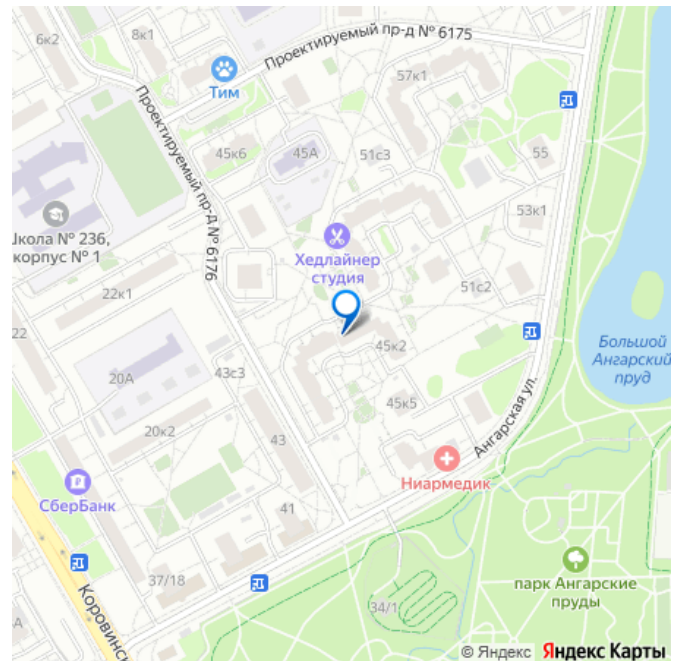 6к2
8к1
Проектируемый пр-д № 6175
Тим
57к1
Проектируемый пр-д № 6176
45к6
45А
51с3
55
53к1
Школа № 236,
корпус № 1
Хедлайнер
студия
22к1
51с2
22
45к2
Большой
Ангарский
пруд
20А
43с3
45к5
Ангарская ул.
20к2
43
Ниармедик
СберБанк
41
37/18
Коровинск
34/1
парк Ангарские
пруды
А
© Яндекс Яндекс Карты